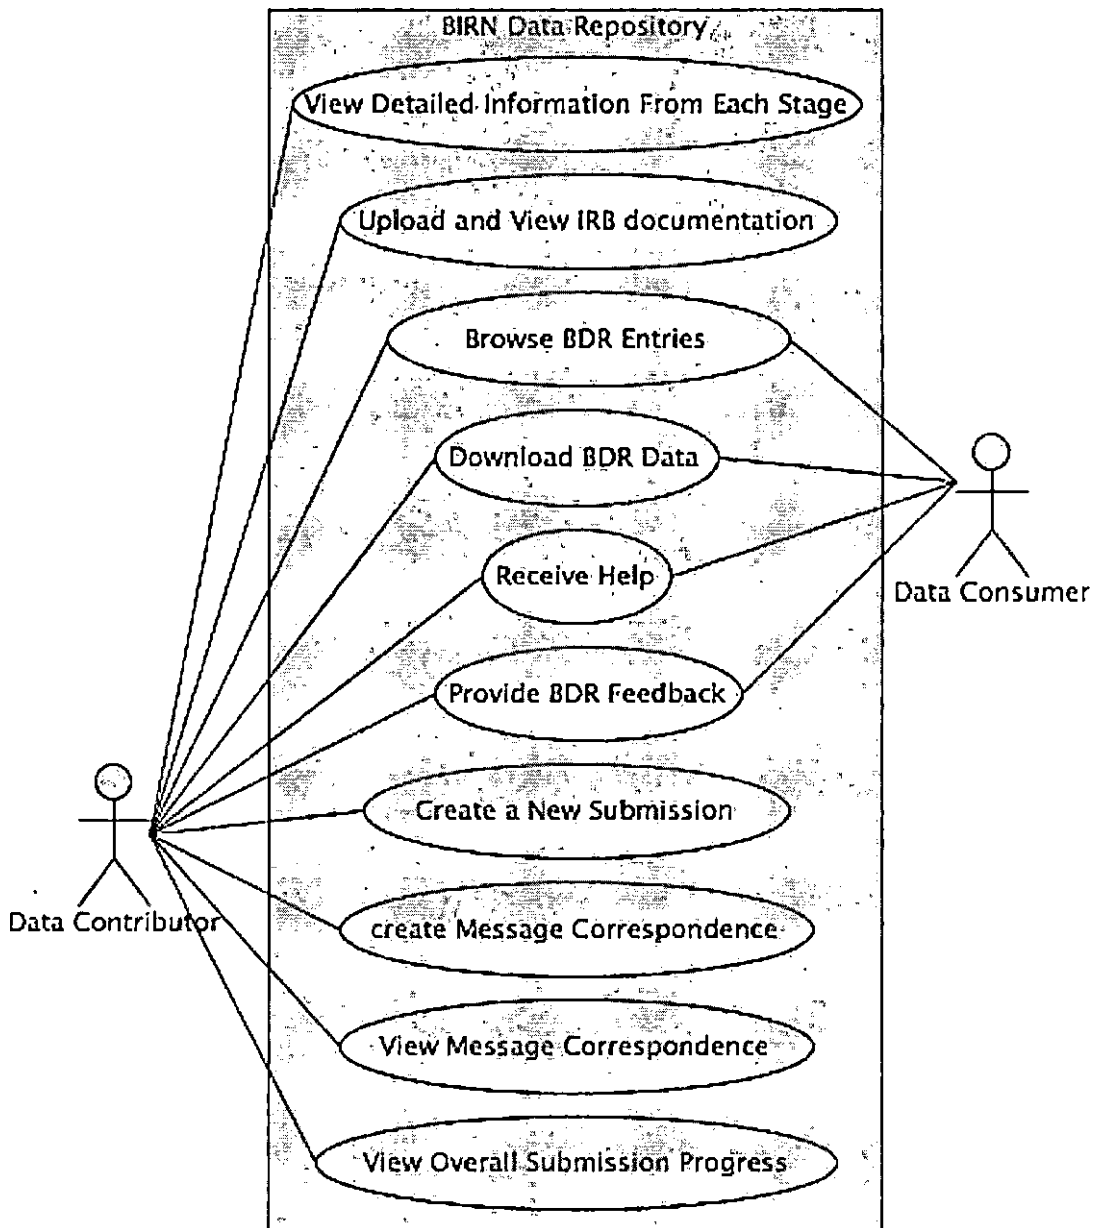 BIRN Data Repository
View Detailed Information From Each Stage
Upload and View IRB documentation
Browse BDR Entries
Download BDR Data
Receive Help
Data Consumer
Provide BDR Feedback
Create a New Submission
Data Contributor
create Message Correspondence
View Message Correspondence
View Overall Submission Progress